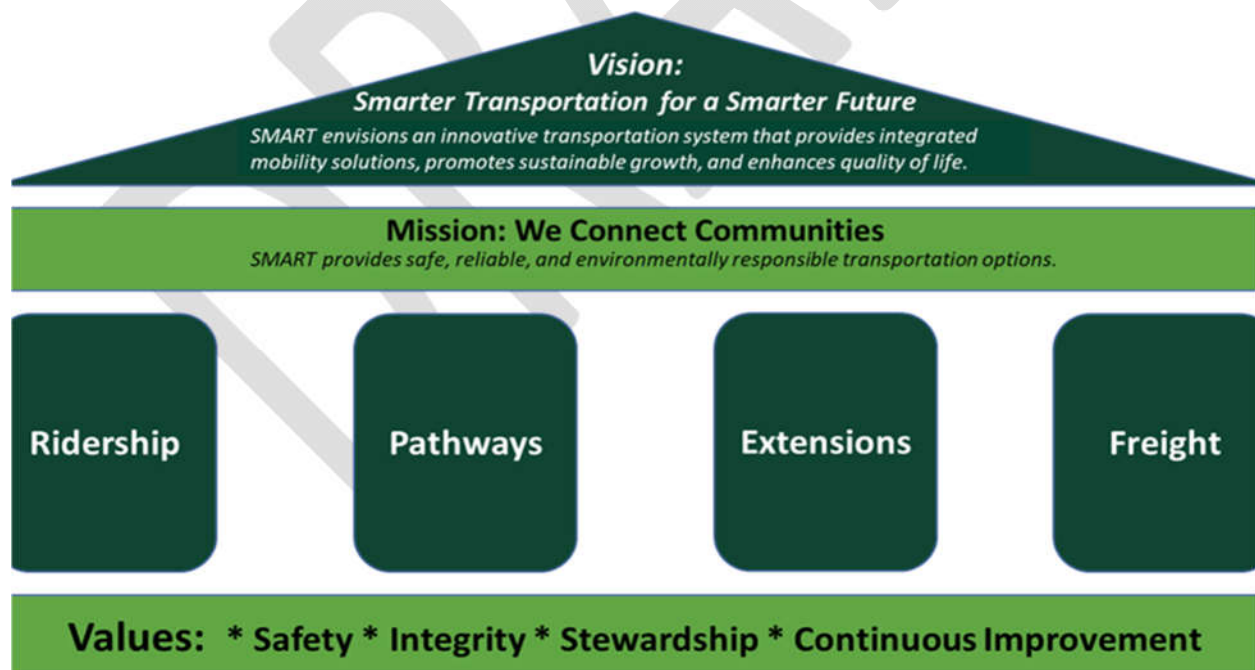 Vision:
Smarter Transportation for a Smarter Future
SMART envisions an innovative transportation system that provides integrated
mobility solutions, promotes sustainable growth, and enhances quality of life.
Mission: We Connect Communities
SMART provides safe, reliable, and environmentally responsible transportation options.
Ridership
Pathways
Extensions
Freight
Values: * Safety * Integrity * Stewardship * Continuous Improvement